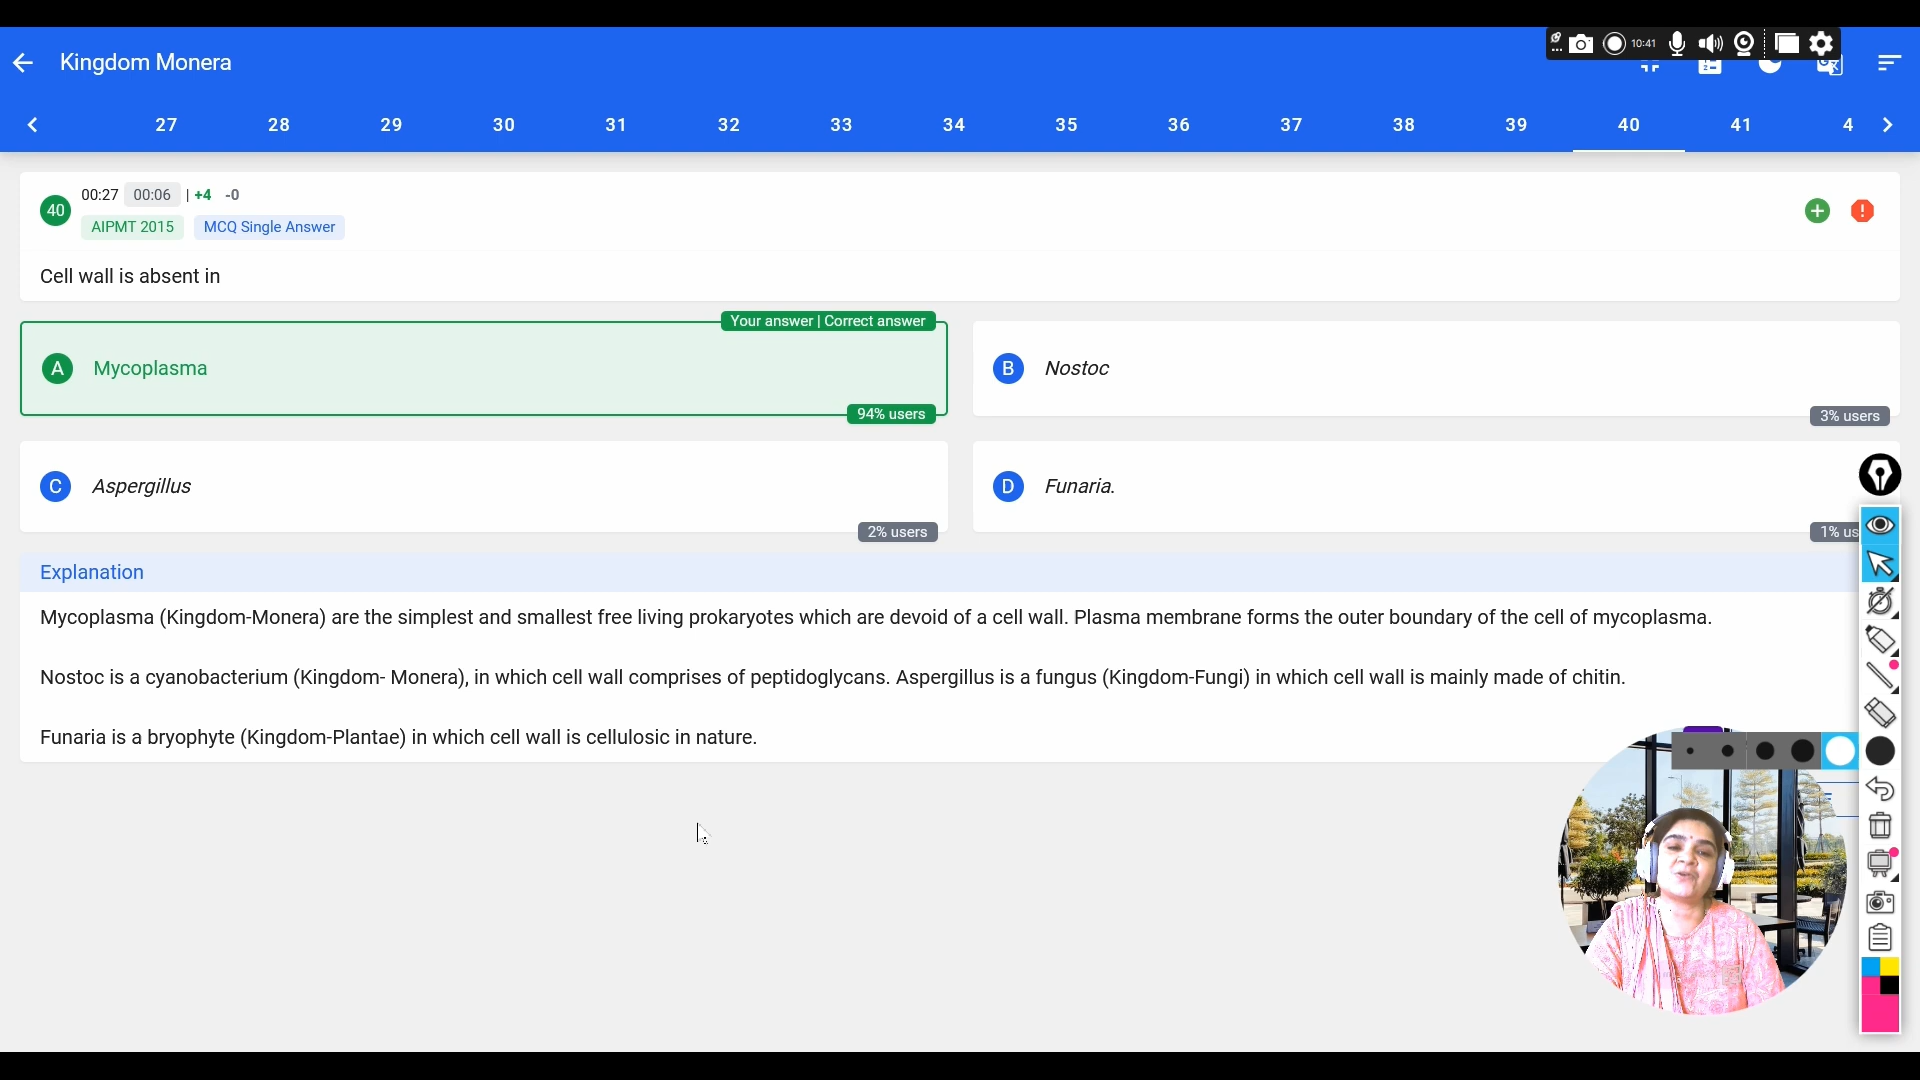 10:41
Kingdom Monera
27 28 29 30 31 32 33 34 35 36 37 38 39 40 41 4
40 00:27 00:06 | +4 -0
AIPMT 2015 MCQ Single Answer
Cell wall is absent in
Your answer | Correct answer
A Mycoplasma
94% users
B Nostoc
3% users
C Aspergillus
2% users
D Funaria.
1% us
Explanation
Mycoplasma (Kingdom-Monera) are the simplest and smallest free living prokaryotes which are devoid of a cell wall. Plasma membrane forms the outer boundary of the cell of mycoplasma.
Nostoc is a cyanobacterium (Kingdom- Monera), in which cell wall comprises of peptidoglycans. Aspergillus is a fungus (Kingdom-Fungi) in which cell wall is mainly made of chitin.
Funaria is a bryophyte (Kingdom-Plantae) in which cell wall is cellulosic in nature.